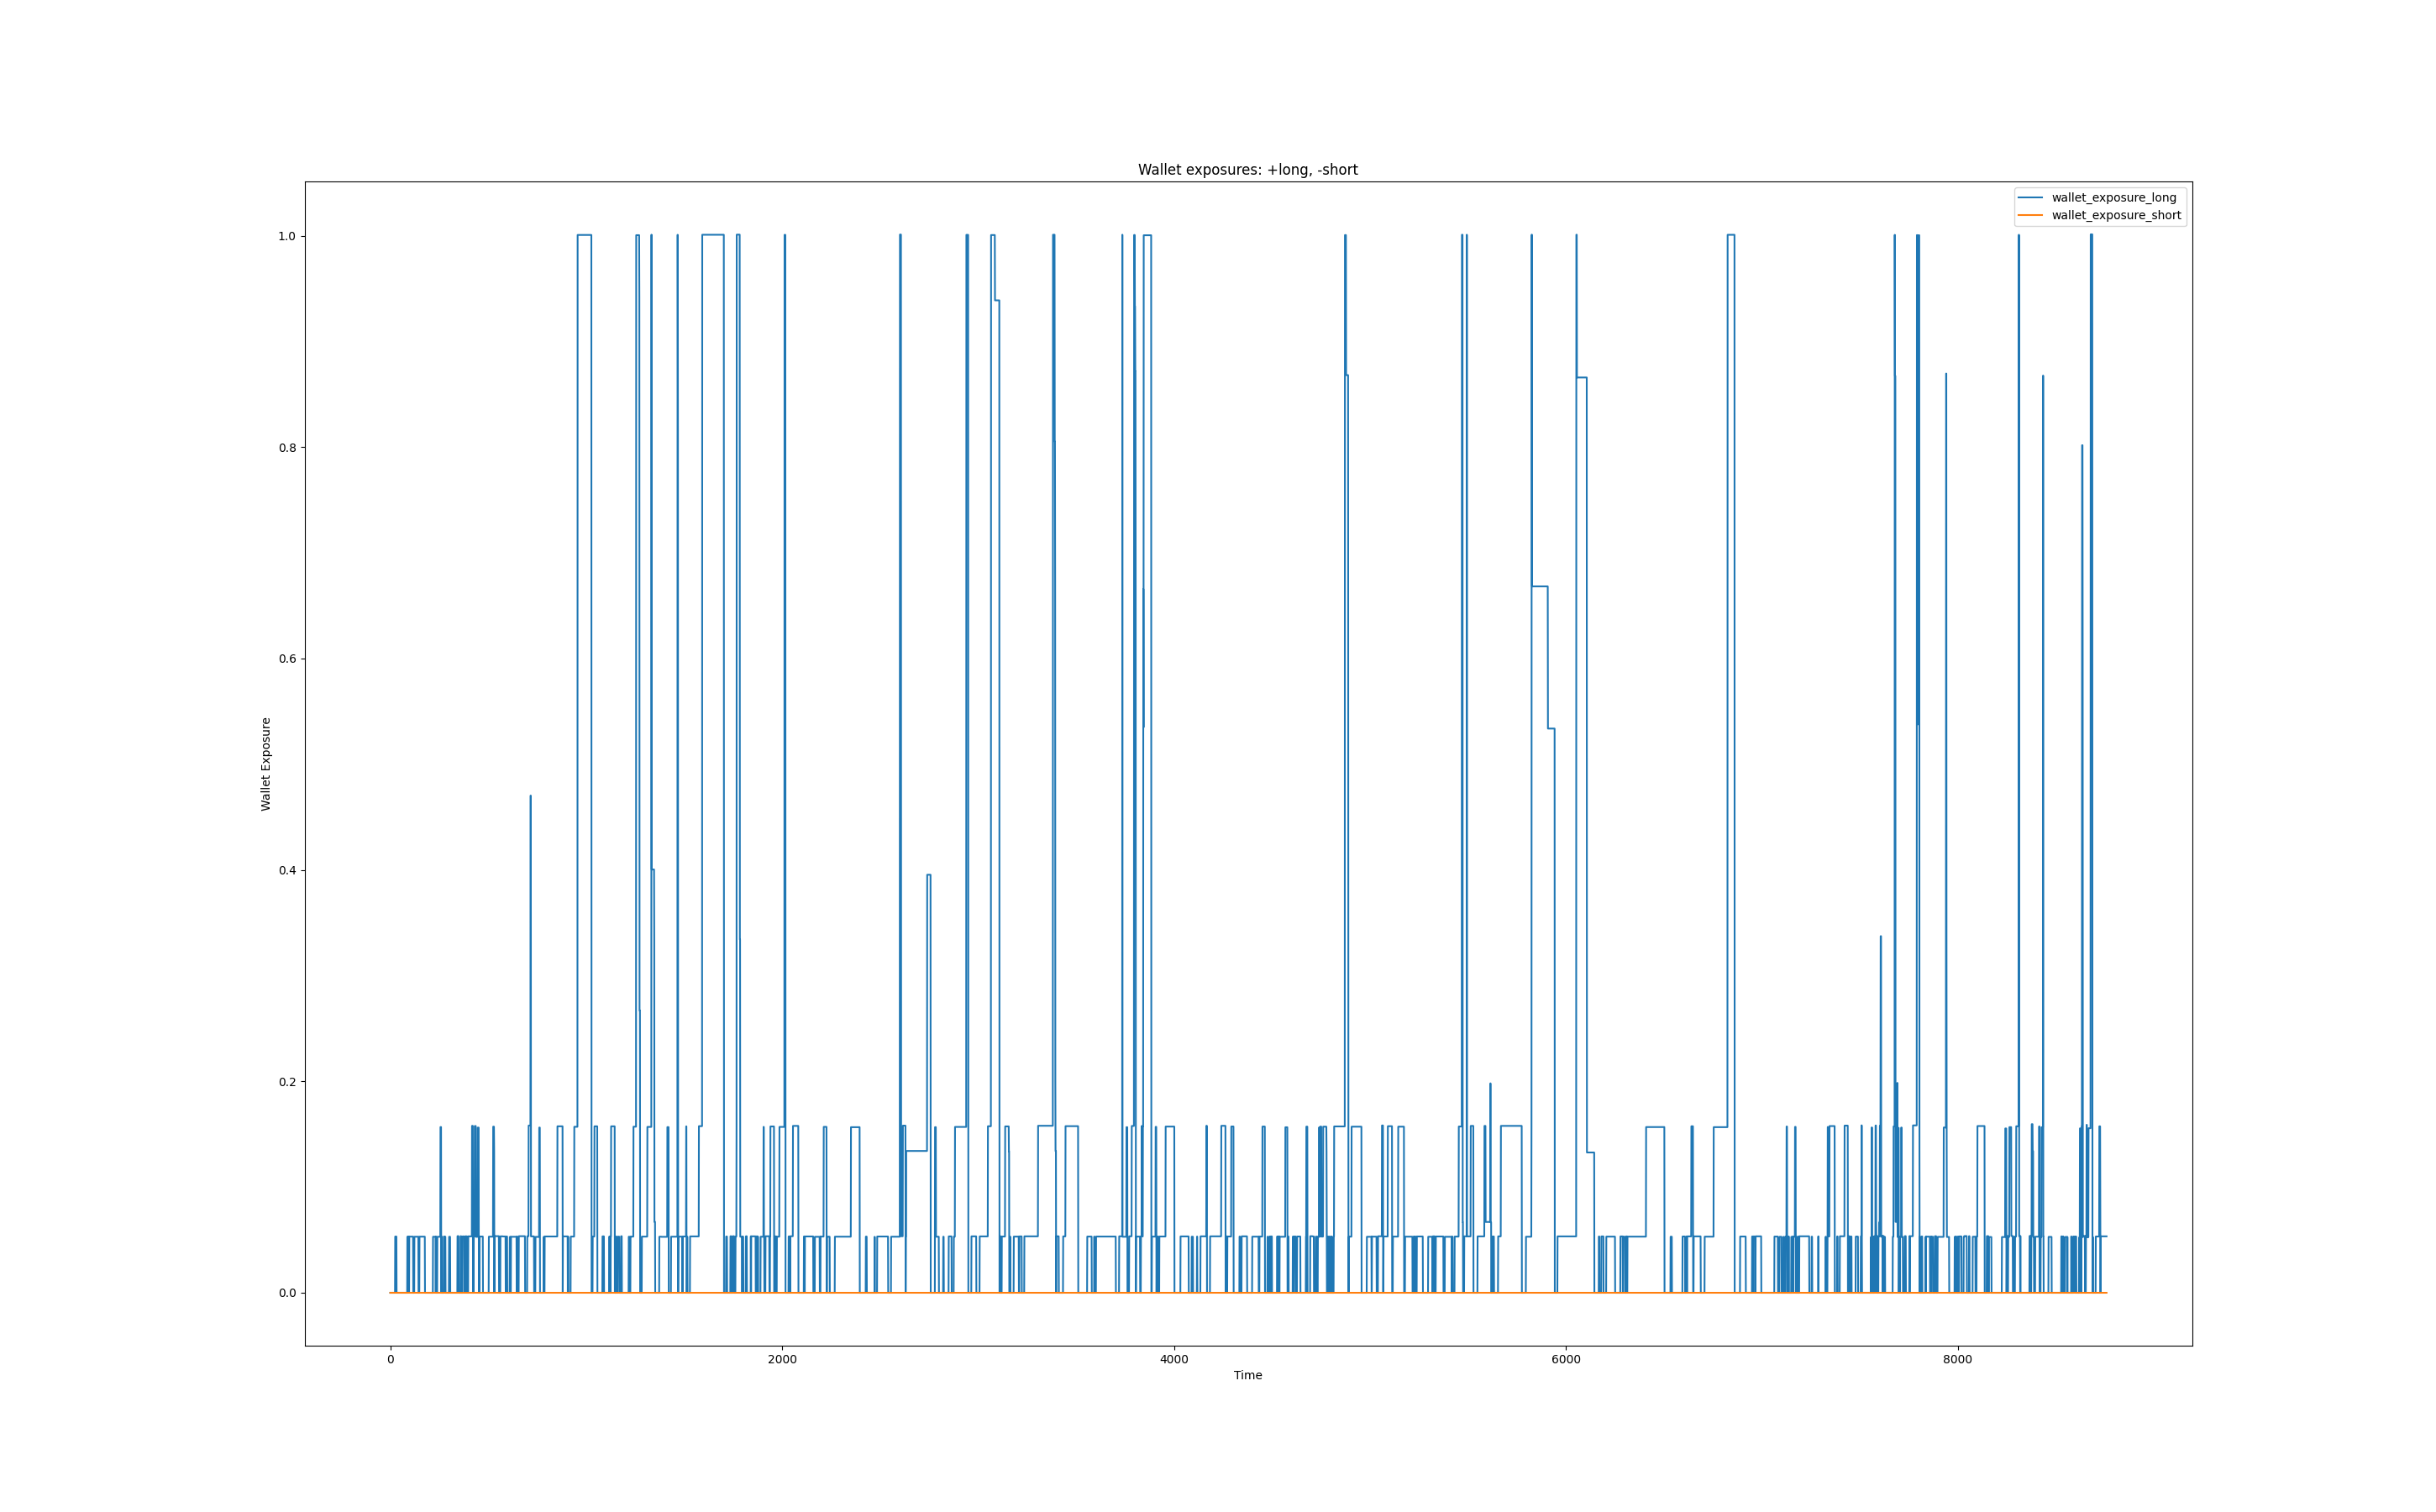 Wallet exposures: +long, -short
wallet_exposure_long
wallet_exposure_short
1.0
0.8
0.6
0.4
0.2
0.0
Wallet Exposure
0 2000 4000 6000 8000
Time